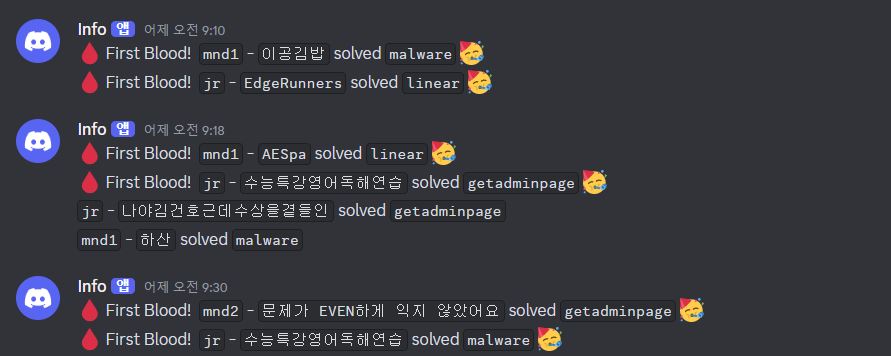 Info 앱 어제 오전 9:10
First Blood! mnd1 - 이공김밥 solved malware
First Blood! jr - EdgeRunners solved linear
Info 앱 어제 오전 9:18
First Blood! mnd1 - AESpa solved linear
First Blood! jr - 수능특강영어독해연습 solved getadminpage
jr - 나야김건호근데수상을곁들인 solved getadminpage
mnd1 - 하산 solved malware
Info 앱 어제 오전 9:30
First Blood! mnd2 - 문제가 EVEN하게 익지 않았어요 solved getadminpage
First Blood! jr - 수능특강영어독해연습 solved malware